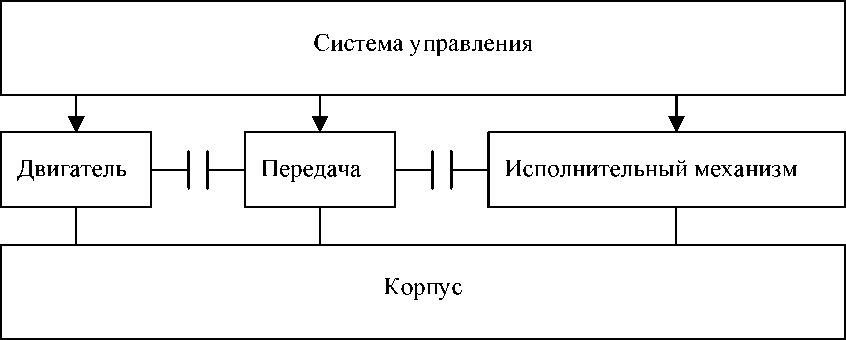 Система управления
Двигатель
Передача
Исполнительный механизм
Корпус